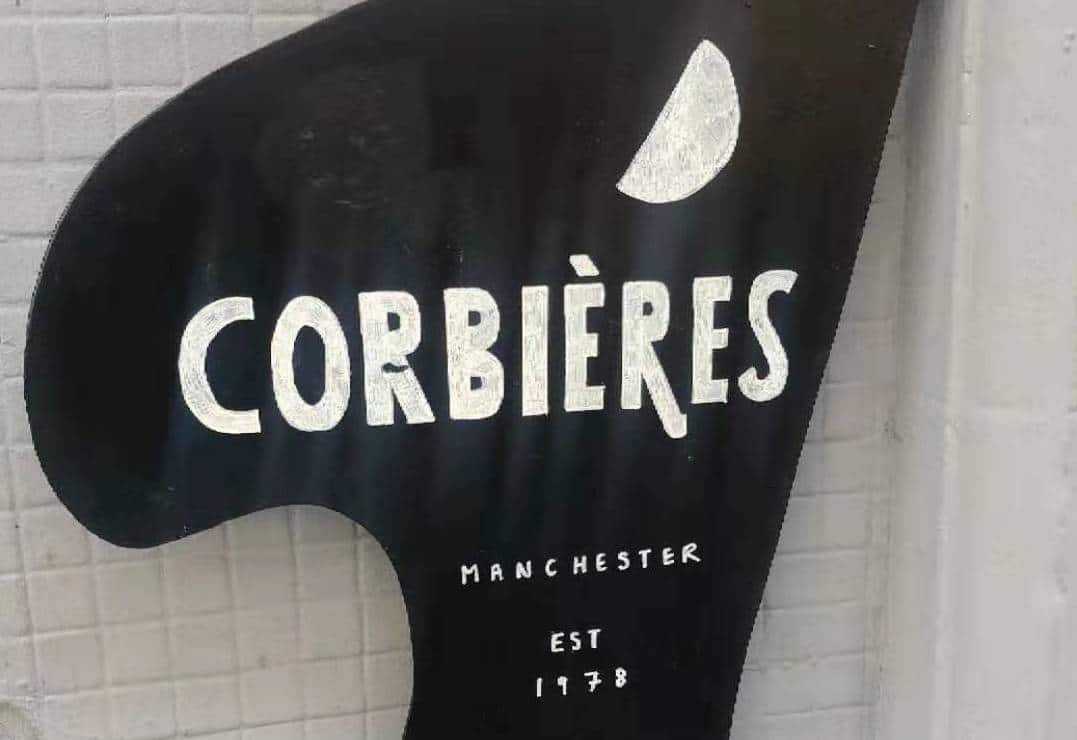 CORBIÈRES
MANCHESTER
EST
1978